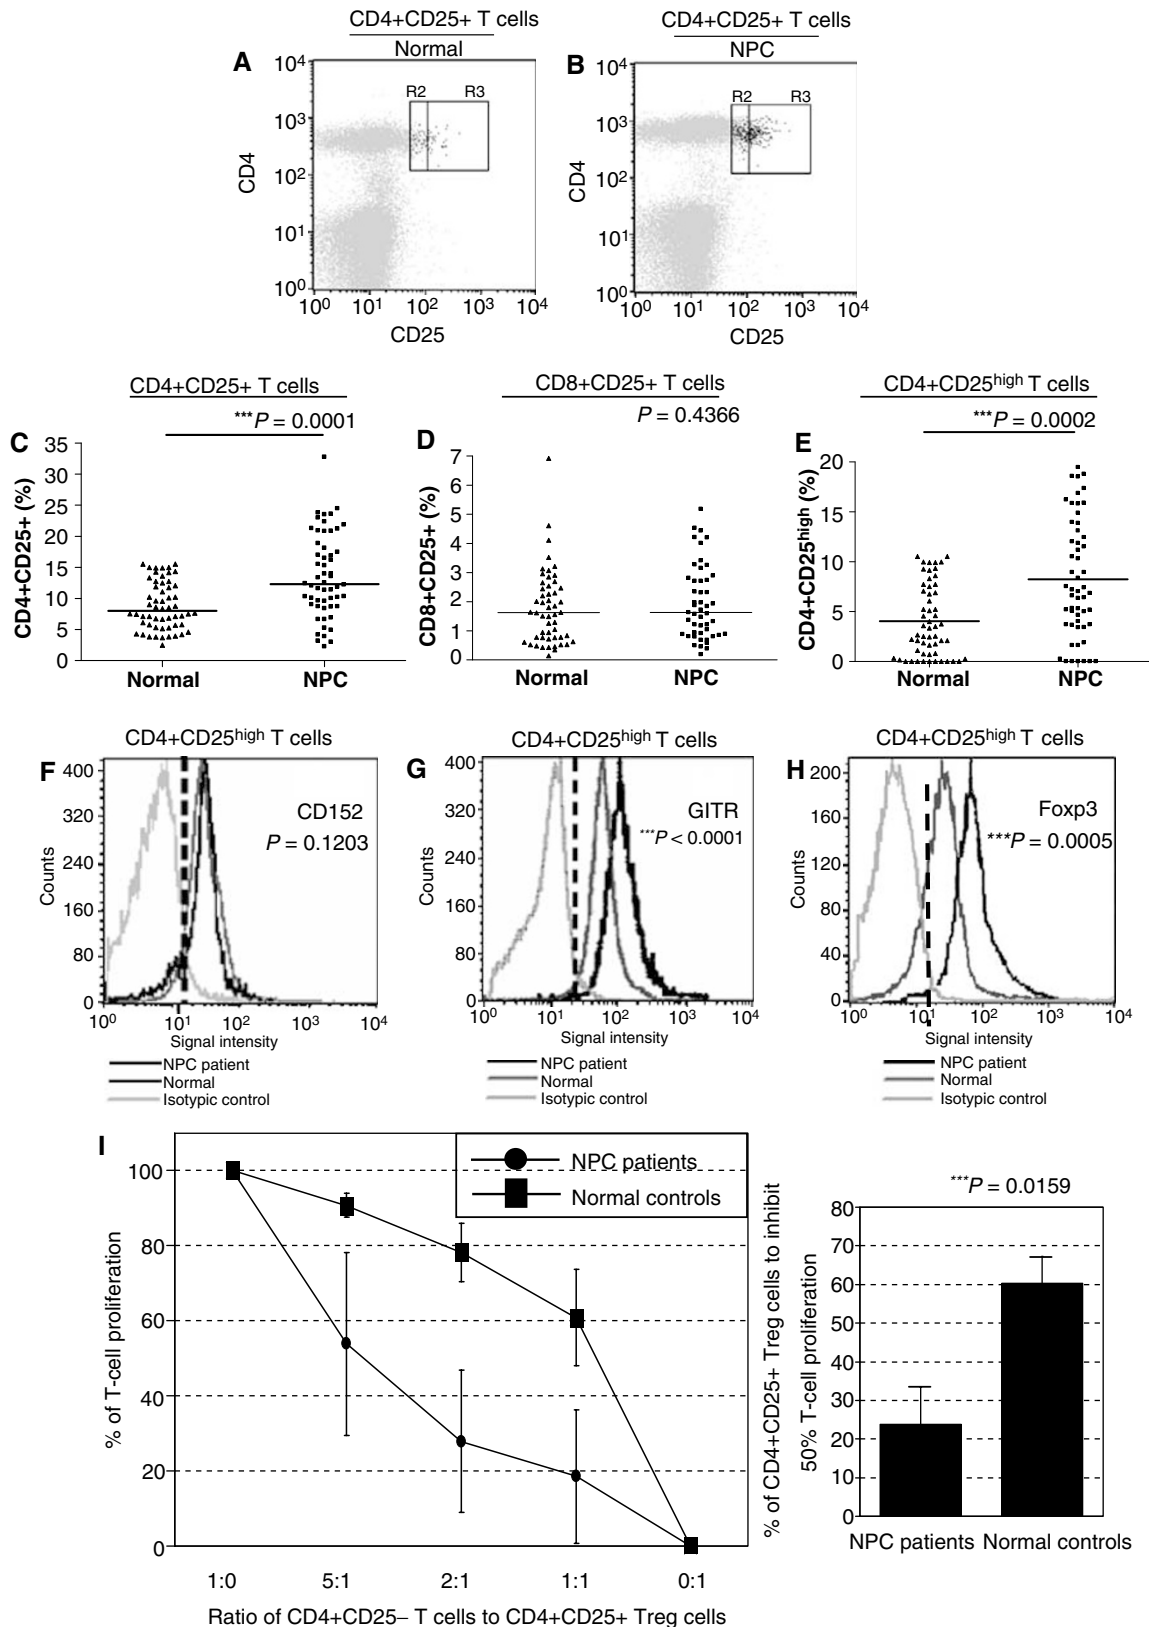 CD4+CD25+ T cells
Normal
A
10⁴
10³
10²
10¹
10⁰
CD4
R2 R3
10⁰ 10¹ 10² 10³ 10⁴
CD25
CD4+CD25+ T cells
NPC
B
10⁴
10³
10²
10¹
10⁰
CD4
R2 R3
10⁰ 10¹ 10² 10³ 10⁴
CD25
CD4+CD25+ T cells
***P = 0.0001
C
CD4+CD25+ (%)
35
30
25
20
15
10
5
0
Normal NPC
CD8+CD25+ T cells
P = 0.4366
D
CD8+CD25+ (%)
7
6
5
4
3
2
1
0
Normal NPC
CD4+CD25high T cells
***P = 0.0002
E
CD4+CD25high (%)
20
15
10
5
0
Normal NPC
CD4+CD25high T cells
F
Counts
400
320
240
160
80
0
CD152
P = 0.1203
10⁰ 10¹ 10² 10³ 10⁴
Signal intensity
NPC patient
Normal
Isotypic control
CD4+CD25high T cells
G
Counts
400
320
240
160
80
0
GITR
***P < 0.0001
10⁰ 10¹ 10² 10³ 10⁴
Signal intensity
NPC patient
Normal
Isotypic control
CD4+CD25high T cells
H
Counts
200
160
120
80
40
0
Foxp3
***P = 0.0005
10⁰ 10¹ 10² 10³ 10⁴
Signal intensity
NPC patient
Normal
Isotypic control
I
% of T-cell proliferation
100
80
60
40
20
0
NPC patients
Normal controls
1:0 5:1 2:1 1:1 0:1
Ratio of CD4+CD25– T cells to CD4+CD25+ Treg cells
% of CD4+CD25+ Treg cells to inhibit
50% T-cell proliferation
***P = 0.0159
80
70
60
50
40
30
20
10
0
NPC patients Normal controls